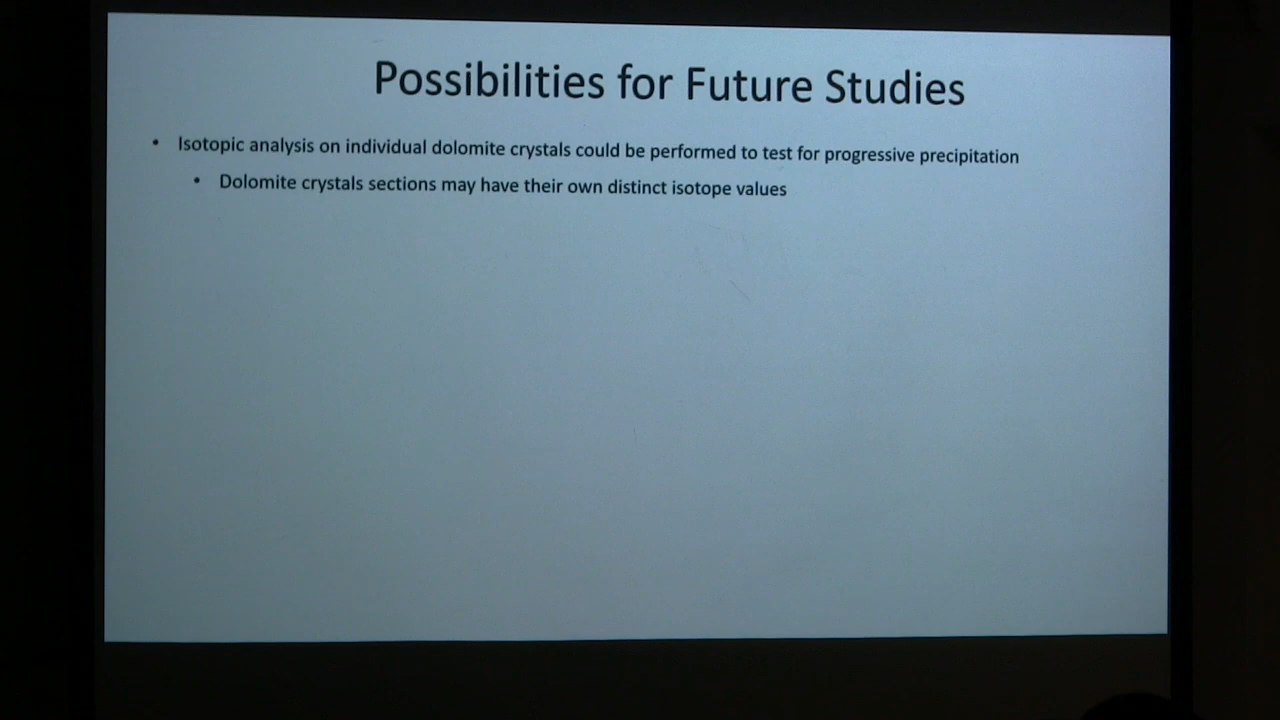 Possibilities for Future Studies
• Isotopic analysis on individual dolomite crystals could be performed to test for progressive precipitation
• Dolomite crystals sections may have their own distinct isotope values